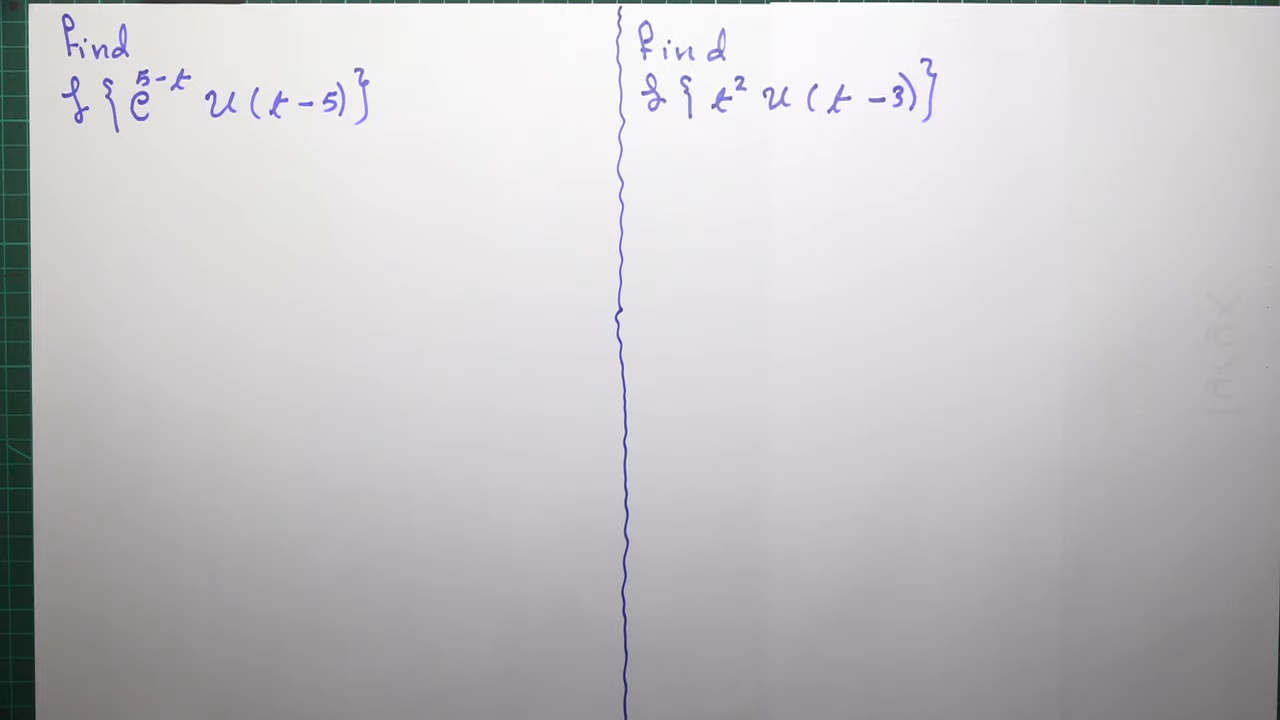 Find
ℒ{e^{5-t} u(t-5)}
Find
ℒ{t² u(t-3)}